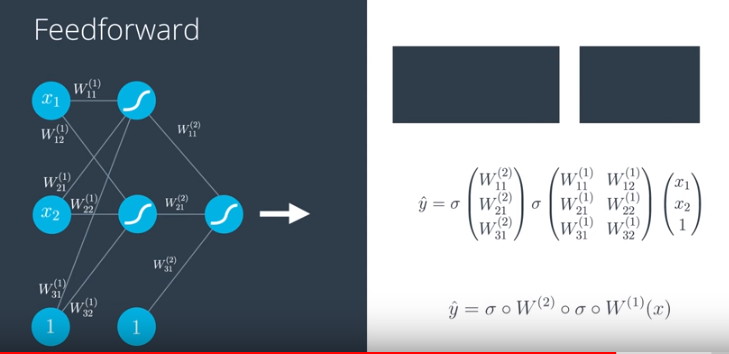 Feedforward
x_1 W_{11}^{(1)}
W_{12}^{(1)} W_{11}^{(2)}
W_{21}^{(1)}
x_2 W_{22}^{(1)} W_{21}^{(2)}
W_{31}^{(2)}
W_{31}^{(1)}
W_{32}^{(1)}
1 1
\hat{y} = \sigma \begin{pmatrix} W_{11}^{(2)} \\ W_{21}^{(2)} \\ W_{31}^{(2)} \end{pmatrix} \sigma \begin{pmatrix} W_{11}^{(1)} & W_{12}^{(1)} \\ W_{21}^{(1)} & W_{22}^{(1)} \\ W_{31}^{(1)} & W_{32}^{(1)} \end{pmatrix} \begin{pmatrix} x_1 \\ x_2 \\ 1 \end{pmatrix}
\hat{y} = \sigma \circ W^{(2)} \circ \sigma \circ W^{(1)}(x)